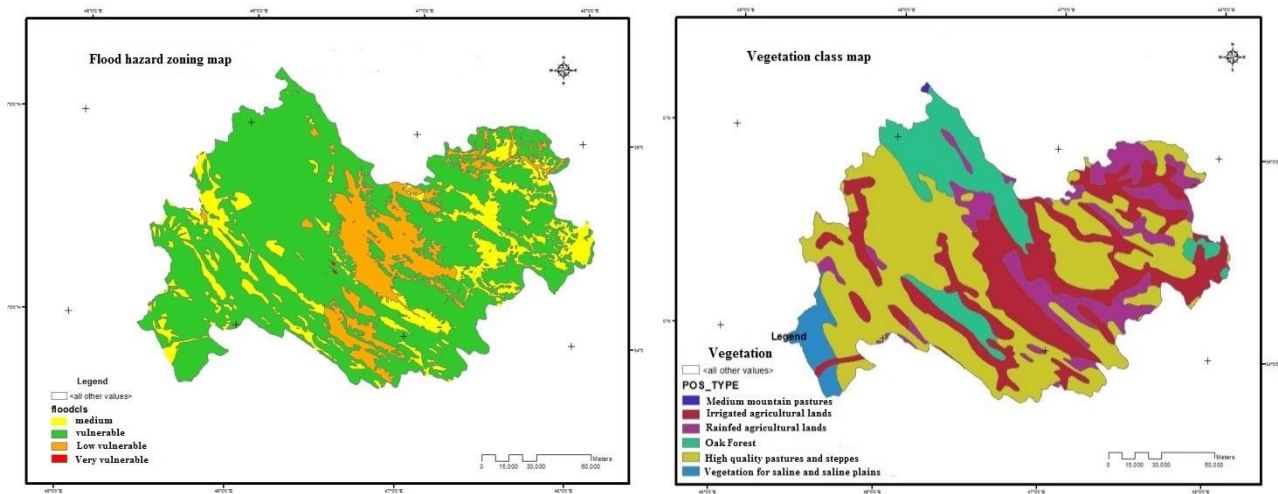 Flood hazard zoning map
Legend
<all other values>
floodcls
medium
vulnerable
Low vulnerable
Very vulnerable
Meters
0 15,000 30,000 60,000
Vegetation class map
Legend
Vegetation
<all other values>
POS_TYPE
Medium mountain pastures
Irrigated agricultural lands
Rainfed agricultural lands
Oak Forest
High quality pastures and steppes
Vegetation for saline and saline plains
Meters
0 15,000 30,000 60,000